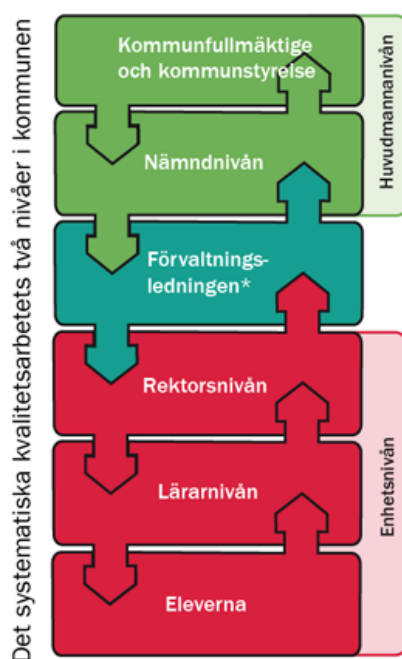 Det systematiska kvalitetsarbetets två nivåer i kommunen
Kommunfullmäktige
och kommunstyrelse
Nämndnivån
Huvudmannanivån
Förvaltnings-
ledningen*
Rektorsnivån
Lärarnivån
Eleverna
Enhetsnivån